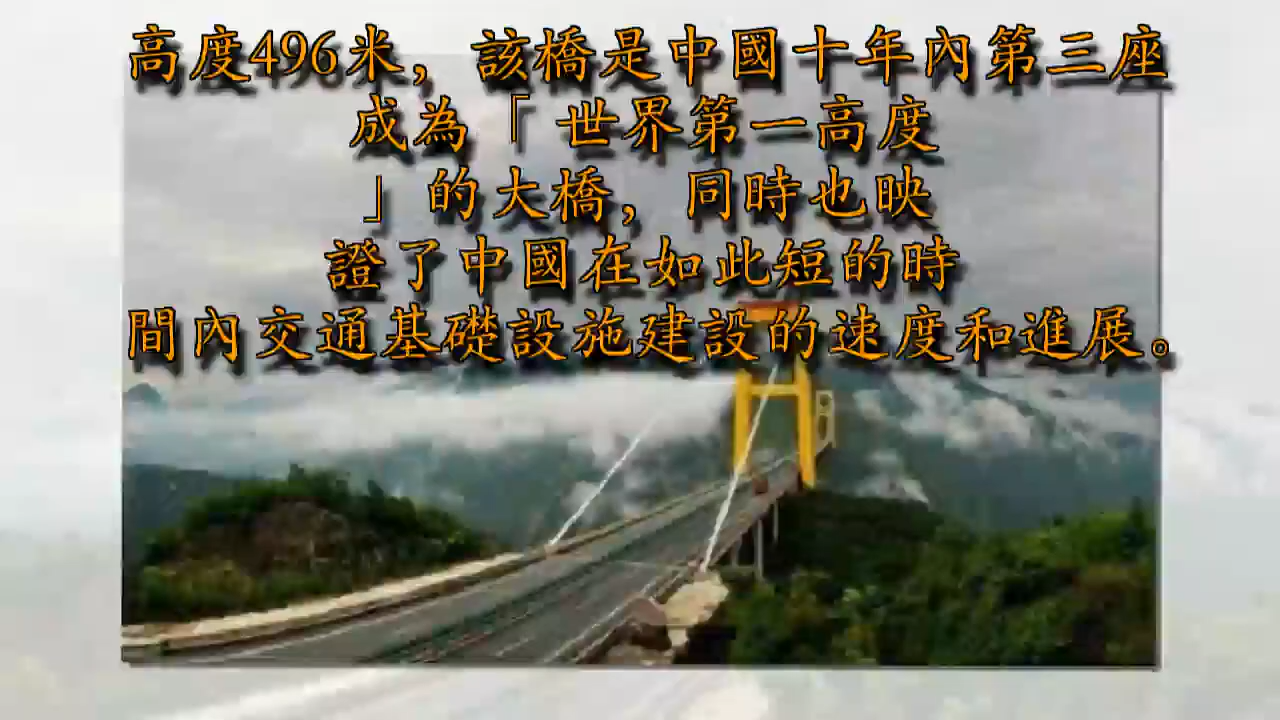 高度496米，該橋是中國十年內第三座
成為「世界第一高度
」的大橋，同時也映
證了中國在如此短的時
間內交通基礎設施建設的速度和進展。